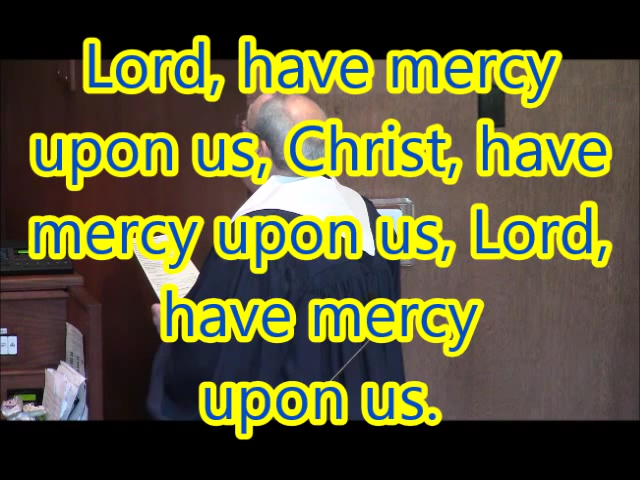 Lord, have mercy
upon us, Christ, have
mercy upon us, Lord,
have mercy
upon us.